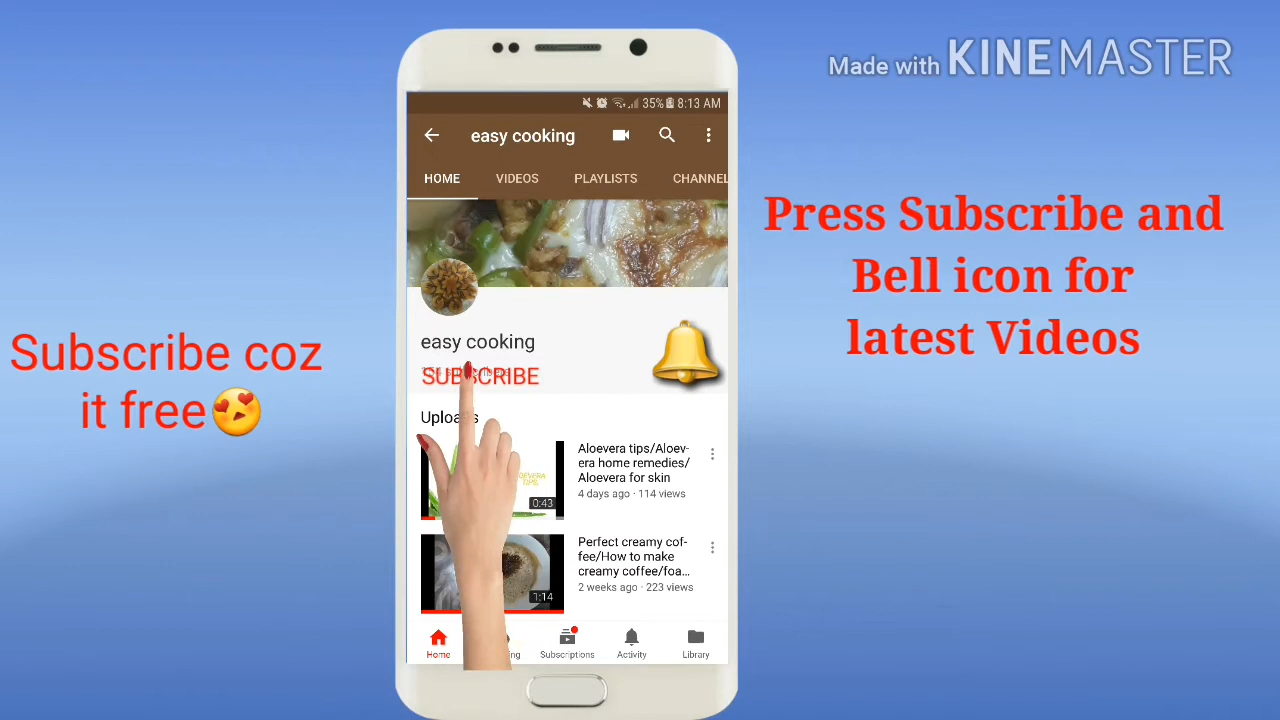 Made with KINEMASTER
35% 8:13 AM
easy cooking
HOME VIDEOS PLAYLISTS CHANNEL
Press Subscribe and
Bell icon for
latest Videos
Subscribe coz
it free😍
easy cooking
SUBSCRIBE
Uploads
Aloevera tips/Aloev-
era home remedies/
Aloevera for skin
4 days ago · 114 views
0:43
Perfect creamy cof-
fee/How to make
creamy coffee/foa...
2 weeks ago · 223 views
1:14
Home Subscriptions Activity Library